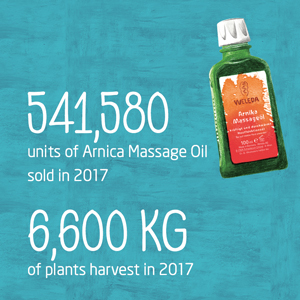 541,580
units of Arnica Massage Oil
sold in 2017
6,600 KG
of plants harvest in 2017
WELEDA
Arnika
Massageöl
100 ml